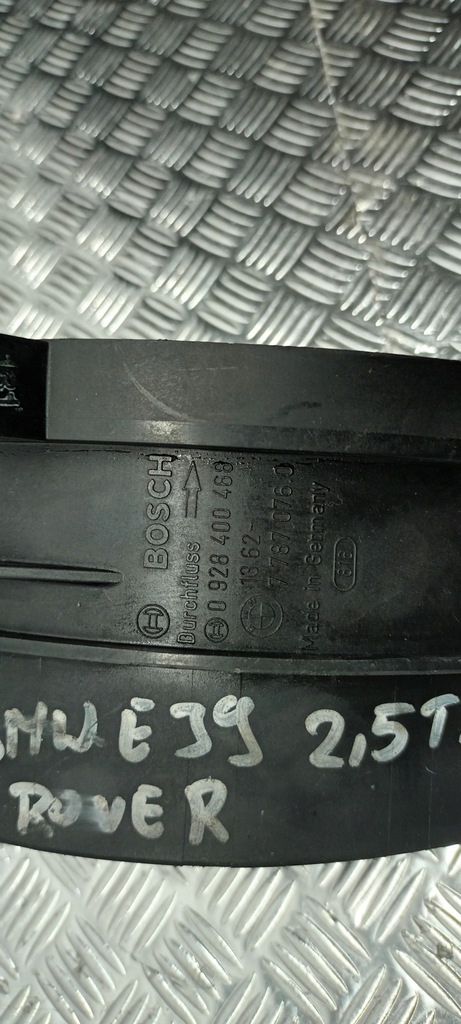 BOSCH
Durchfluss
0 928 400 468
13 62-
7 787 076.0
Made in Germany
BMW E39 2,5T
ROVER